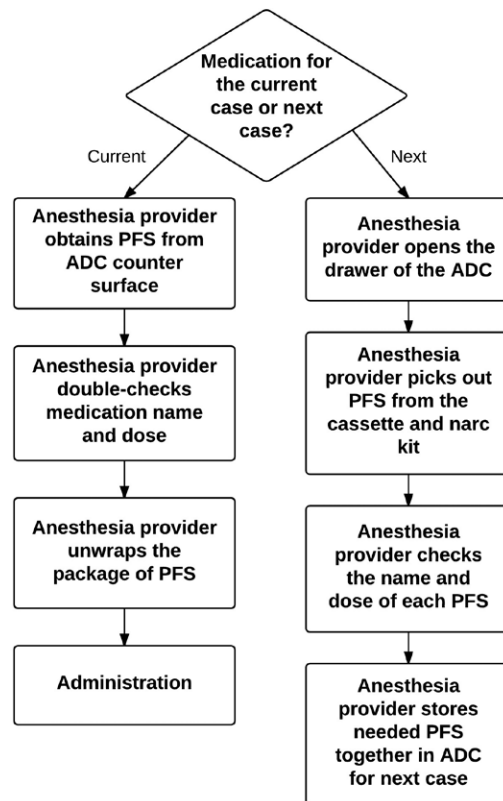 Medication for
the current
case or next
case?
Current
Next
Anesthesia provider
obtains PFS from
ADC counter
surface
Anesthesia provider
double-checks
medication name
and dose
Anesthesia provider
unwraps the
package of PFS
Administration
Anesthesia
provider opens the
drawer of the ADC
Anesthesia
provider picks out
PFS from the
cassette and narc
kit
Anesthesia
provider checks
the name and
dose of each PFS
Anesthesia
provider stores
needed PFS
together in ADC
for next case